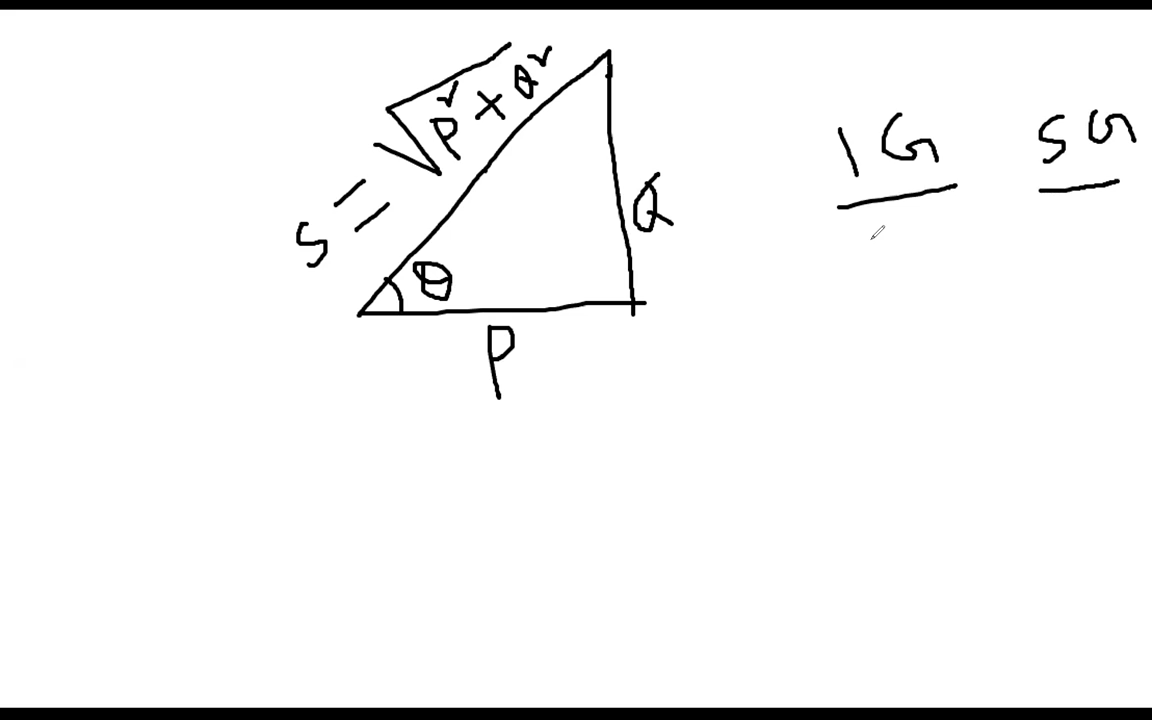 S = √P² + Q²
θ
Q
P
1G 5G